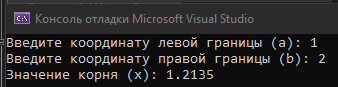 Консоль отладки Microsoft Visual Studio
Введите координату левой границы (a): 1
Введите координату правой границы (b): 2
Значение корня (x): 1.2135